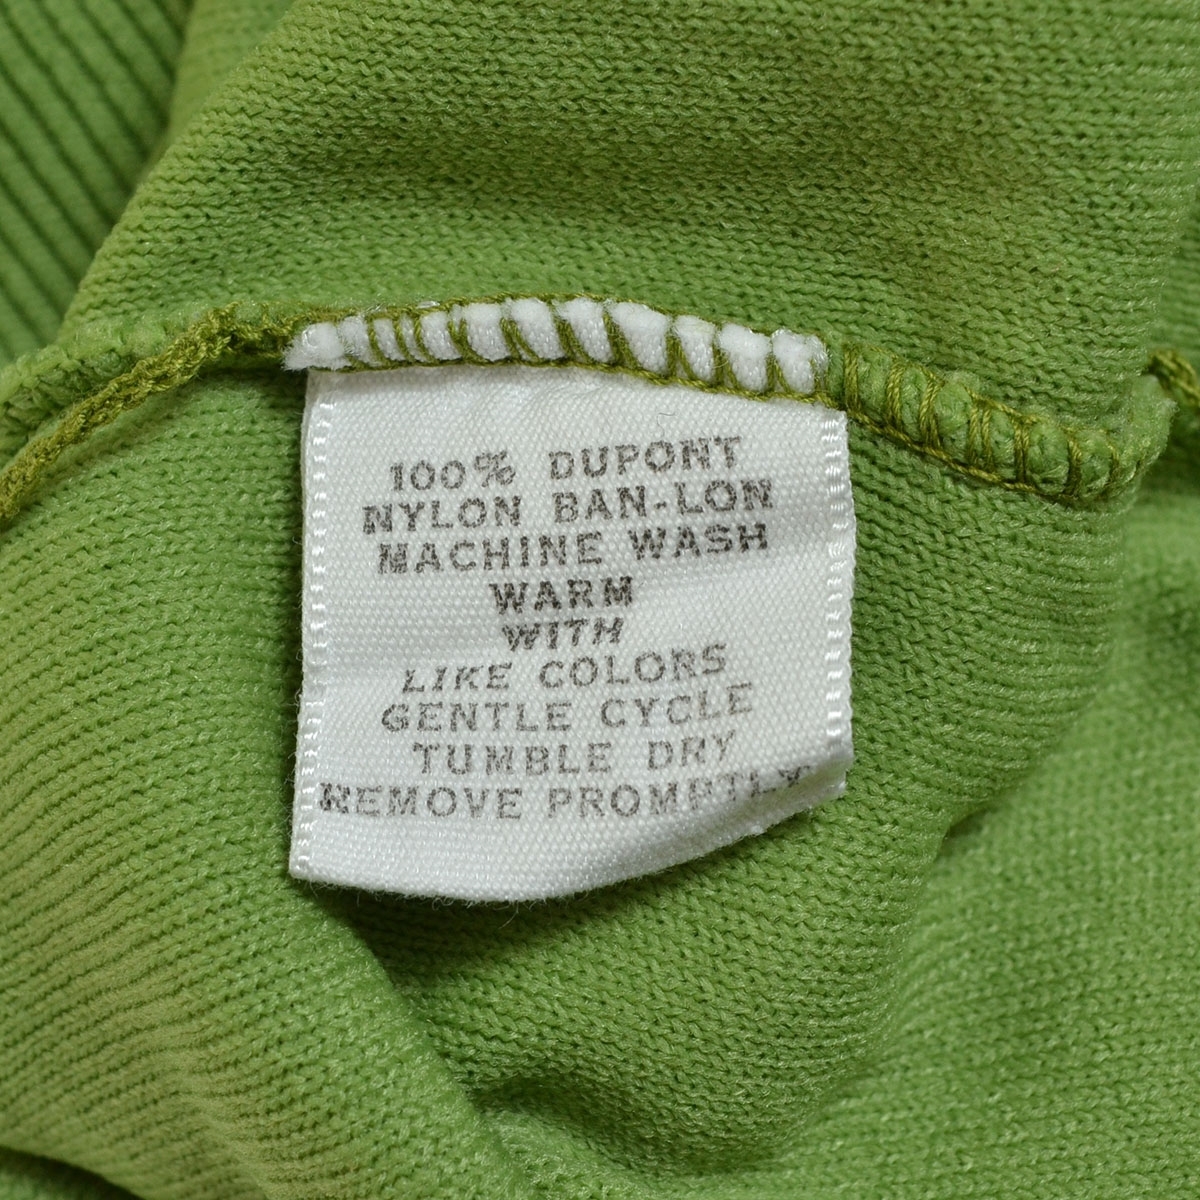 100% DUPONT
NYLON BAN-LON
MACHINE WASH
WARM
WITH
LIKE COLORS
GENTLE CYCLE
TUMBLE DRY
REMOVE PROMPTLY